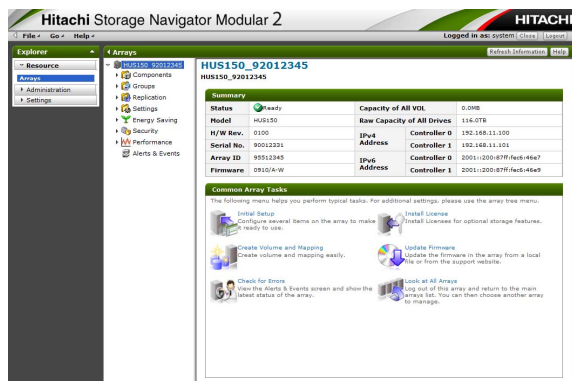 Hitachi Storage Navigator Modular 2
HITACHI
File Go Help
Logged in as: system Close Logout
Explorer
Arrays
Refresh Information Help
Resource
Arrays
Administration
Settings
HUS150_92012345
Components
Groups
Replication
Settings
Energy Saving
Security
Performance
Alerts & Events
HUS150_92012345
HUS150_92012345
Summary
Status Ready Capacity of All VOL 0.0MB
Model HUS150 Raw Capacity of All Drives 116.0TB
H/W Rev. 0100 IPv4 Address Controller 0 192.168.11.100
Serial No. 90012331 Controller 1 192.168.11.101
Array ID 95512345 IPv6 Address Controller 0 2001::200:87ff:fec6:46e7
Firmware 0910/A-W Controller 1 2001::200:87ff:fec6:46e9
Common Array Tasks
The following menu helps you perform typical tasks. For additional settings, please use the array tree menu.
Initial Setup
Configure several items on the array to make
it ready to use.
Install License
Install Licenses for optional storage features.
Create Volume and Mapping
Create volume and mapping easily.
Update Firmware
Update the firmware in the array from a local
file or from the support website.
Check for Errors
View the Alerts & Events screen and show the
latest status of the array.
Look at All Arrays
Log out of this array and return to the main
arrays list. You can then choose another array
to manage.